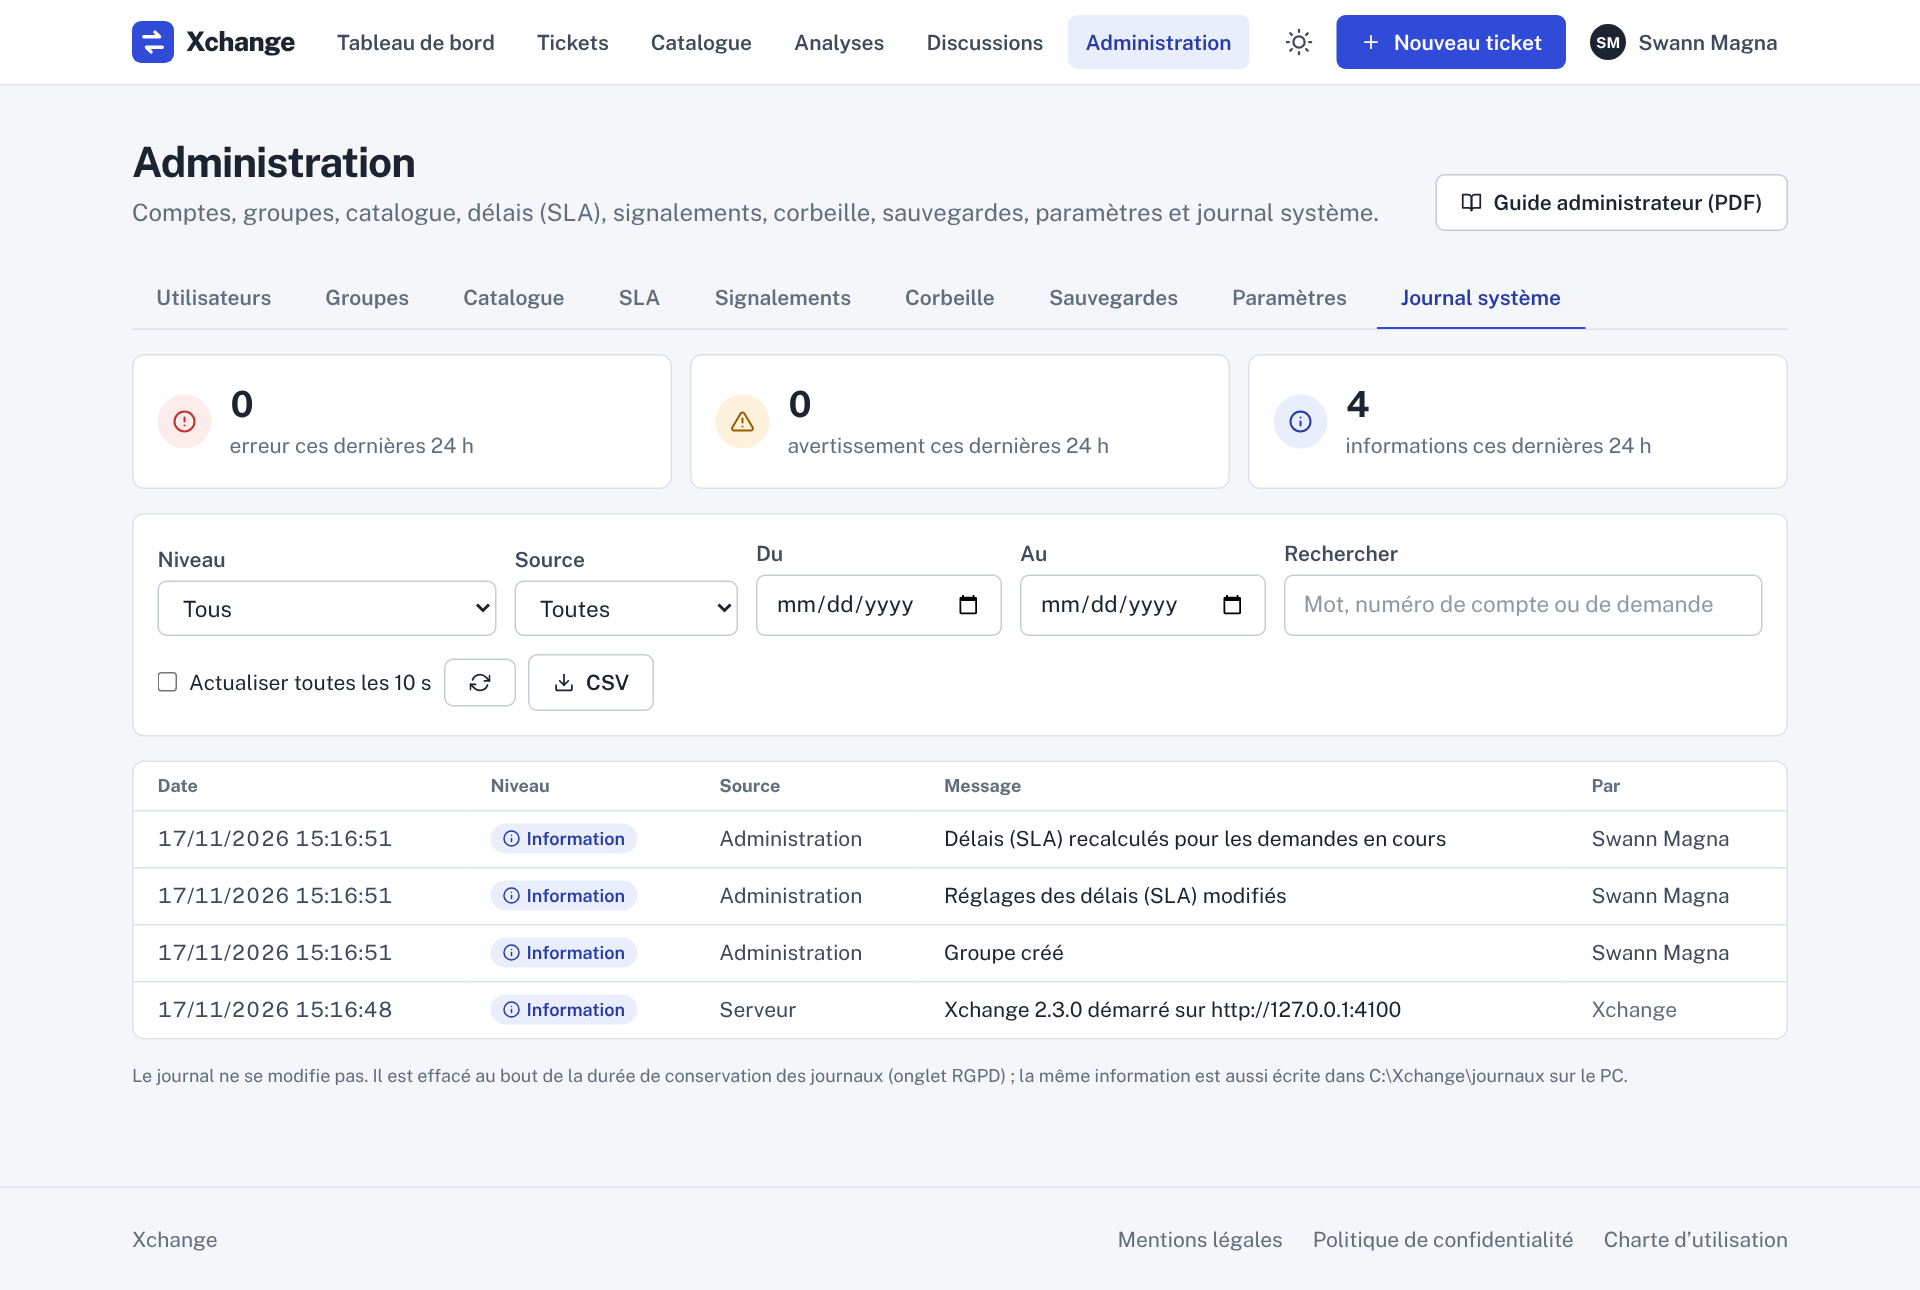 Xchange Tableau de bord Tickets Catalogue Analyses Discussions Administration + Nouveau ticket SM Swann Magna
Administration
Comptes, groupes, catalogue, délais (SLA), signalements, corbeille, sauvegardes, paramètres et journal système.
Guide administrateur (PDF)
Utilisateurs Groupes Catalogue SLA Signalements Corbeille Sauvegardes Paramètres Journal système
0
erreur ces dernières 24 h
0
avertissement ces dernières 24 h
4
informations ces dernières 24 h
Niveau Source Du Au Rechercher
Tous Toutes mm/dd/yyyy mm/dd/yyyy Mot, numéro de compte ou de demande
Actualiser toutes les 10 s CSV
Date Niveau Source Message Par
17/11/2026 15:16:51 Information Administration Délais (SLA) recalculés pour les demandes en cours Swann Magna
17/11/2026 15:16:51 Information Administration Réglages des délais (SLA) modifiés Swann Magna
17/11/2026 15:16:51 Information Administration Groupe créé Swann Magna
17/11/2026 15:16:48 Information Serveur Xchange 2.3.0 démarré sur http://127.0.0.1:4100 Xchange
Le journal ne se modifie pas. Il est effacé au bout de la durée de conservation des journaux (onglet RGPD) ; la même information est aussi écrite dans C:\Xchange\journaux sur le PC.
Xchange Mentions légales Politique de confidentialité Charte d’utilisation